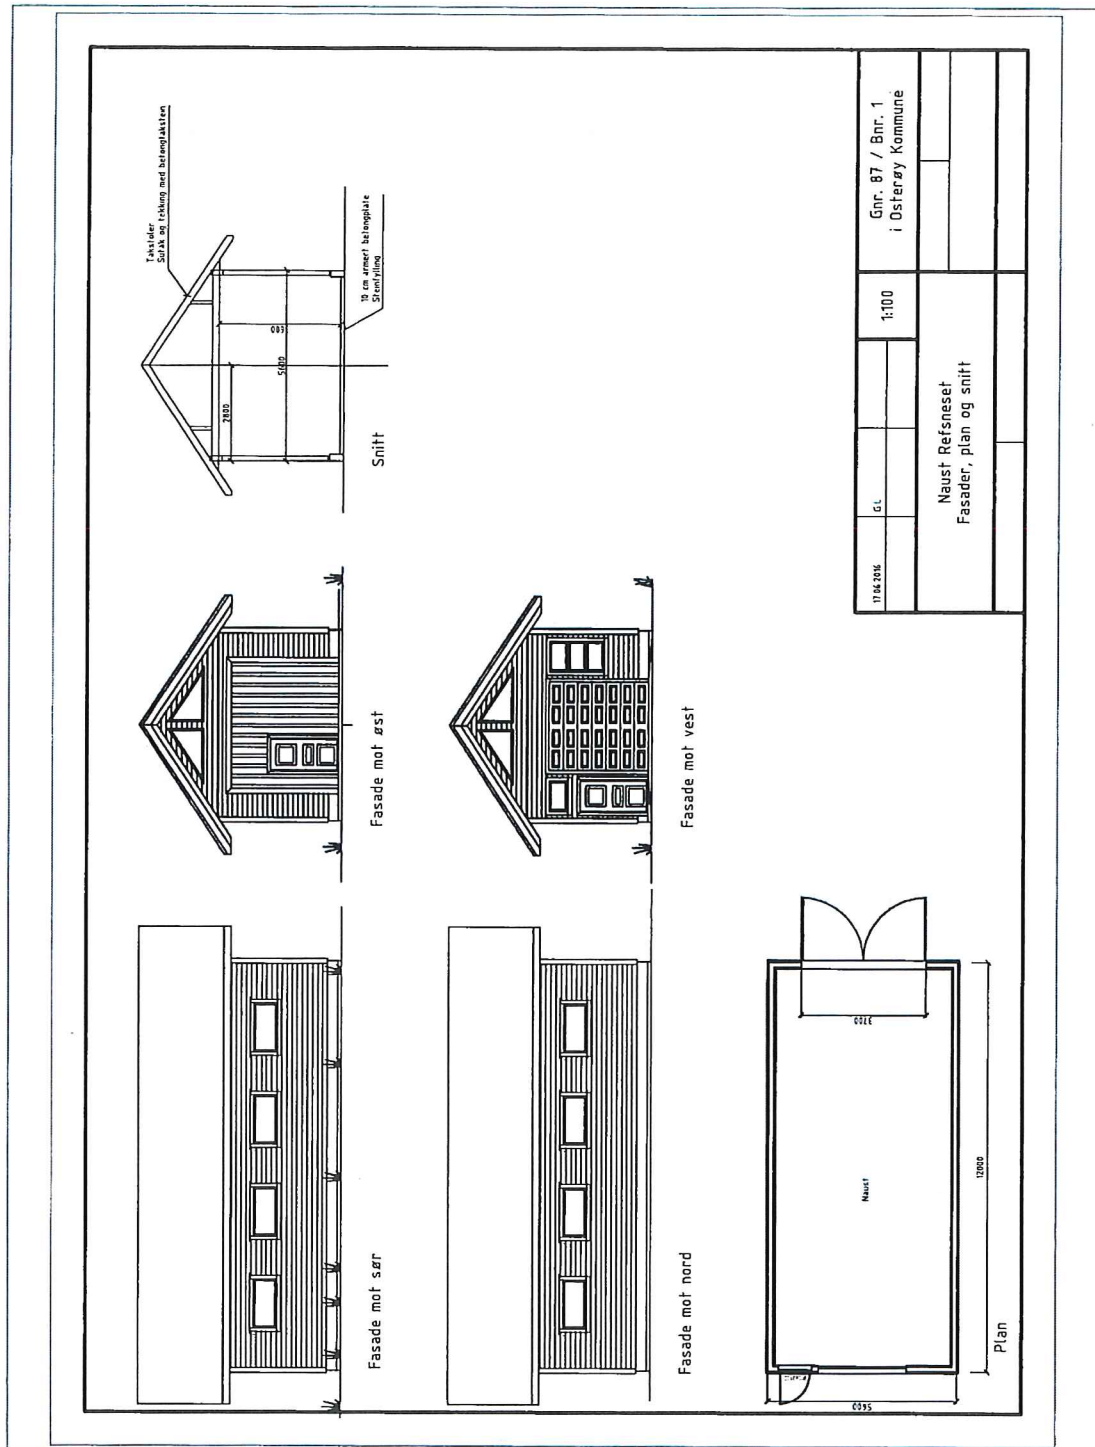 Takstoler
Sutak og tekking med betongtaksten
10 cm armert betongplate
Steinfylling
2800
5600
Snitt
Fasade mot sør
Fasade mot øst
Fasade mot nord
Fasade mot vest
Naust
3700
12000
5600
Plan
17.06.2016
GL
1:100
Gnr. 87 / Bnr. 1
i Osterøy Kommune
Naust Refsneset
Fasader, plan og snitt